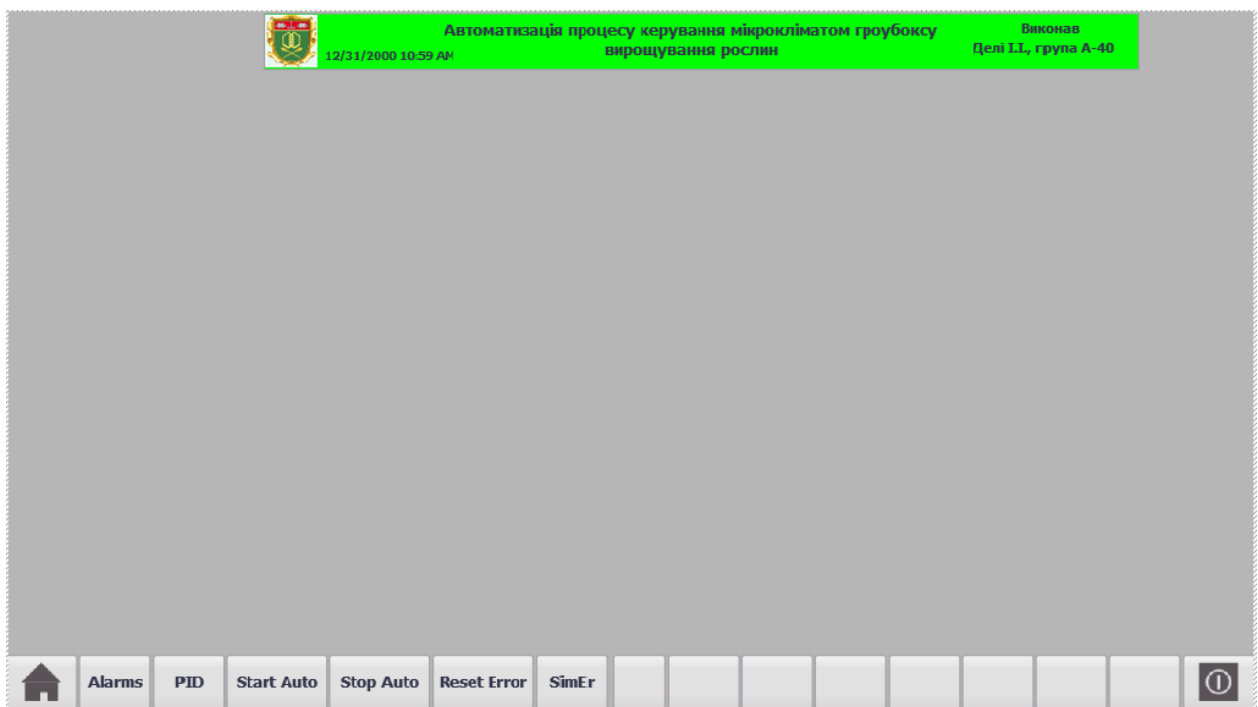 Автоматизація процесу керування мікрокліматом гроубоксу
вирощування рослин
12/31/2000 10:59 AM
Виконав
Делі І.І., група А-40
Alarms
PID
Start Auto
Stop Auto
Reset Error
SimEr